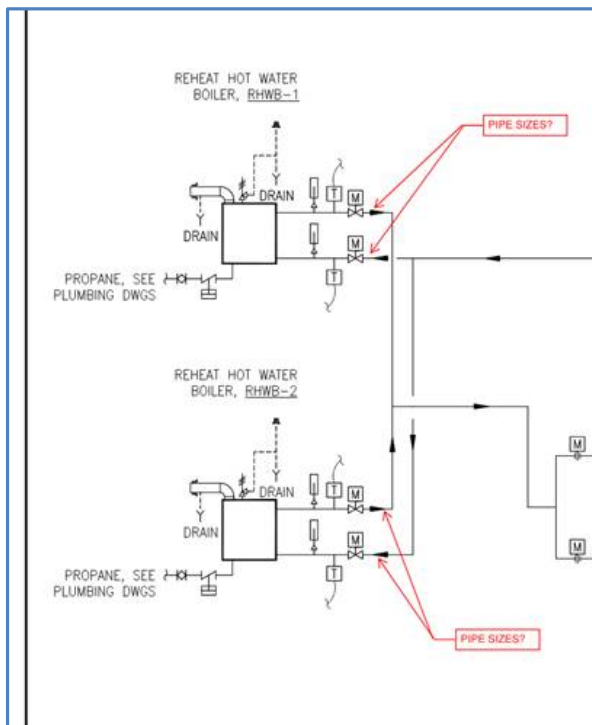 REHEAT HOT WATER
BOILER, RHWB-1
PIPE SIZES?
DRAIN
T
M
DRAIN
M
T
PROPANE, SEE
PLUMBING DWGS
REHEAT HOT WATER
BOILER, RHWB-2
M
DRAIN
T
M
DRAIN
M
T
M
PROPANE, SEE
PLUMBING DWGS
PIPE SIZES?